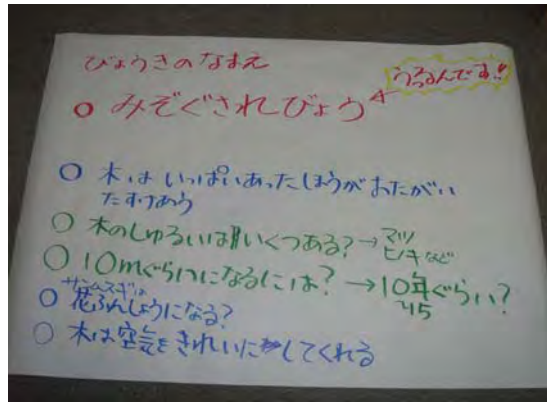 びょうきのなまえ
うつるんです!!
○ みぞぐされびょう
○ 木はいっぱいあったほうがおたがい
たすけあう
○ 木のしゅるいはいくつある?→マツ
ヒノキなど
○ 10mぐらいになるには?→10年ぐらい?
15
サンブスギは
○ 花ふんしょうになる?
○ 木は空気をきれいにしてくれる